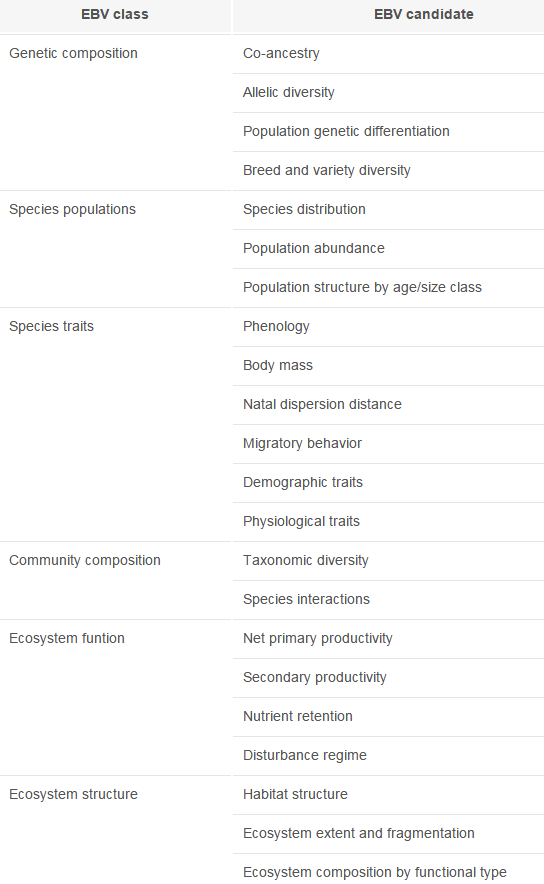 EBV class EBV candidate
Genetic composition Co-ancestry
Allelic diversity
Population genetic differentiation
Breed and variety diversity
Species populations Species distribution
Population abundance
Population structure by age/size class
Species traits Phenology
Body mass
Natal dispersion distance
Migratory behavior
Demographic traits
Physiological traits
Community composition Taxonomic diversity
Species interactions
Ecosystem funtion Net primary productivity
Secondary productivity
Nutrient retention
Disturbance regime
Ecosystem structure Habitat structure
Ecosystem extent and fragmentation
Ecosystem composition by functional type